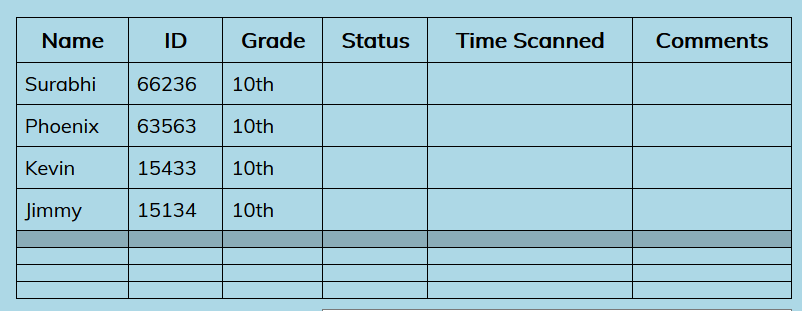 Name ID Grade Status Time Scanned Comments
Surabhi 66236 10th
Phoenix 63563 10th
Kevin 15433 10th
Jimmy 15134 10th